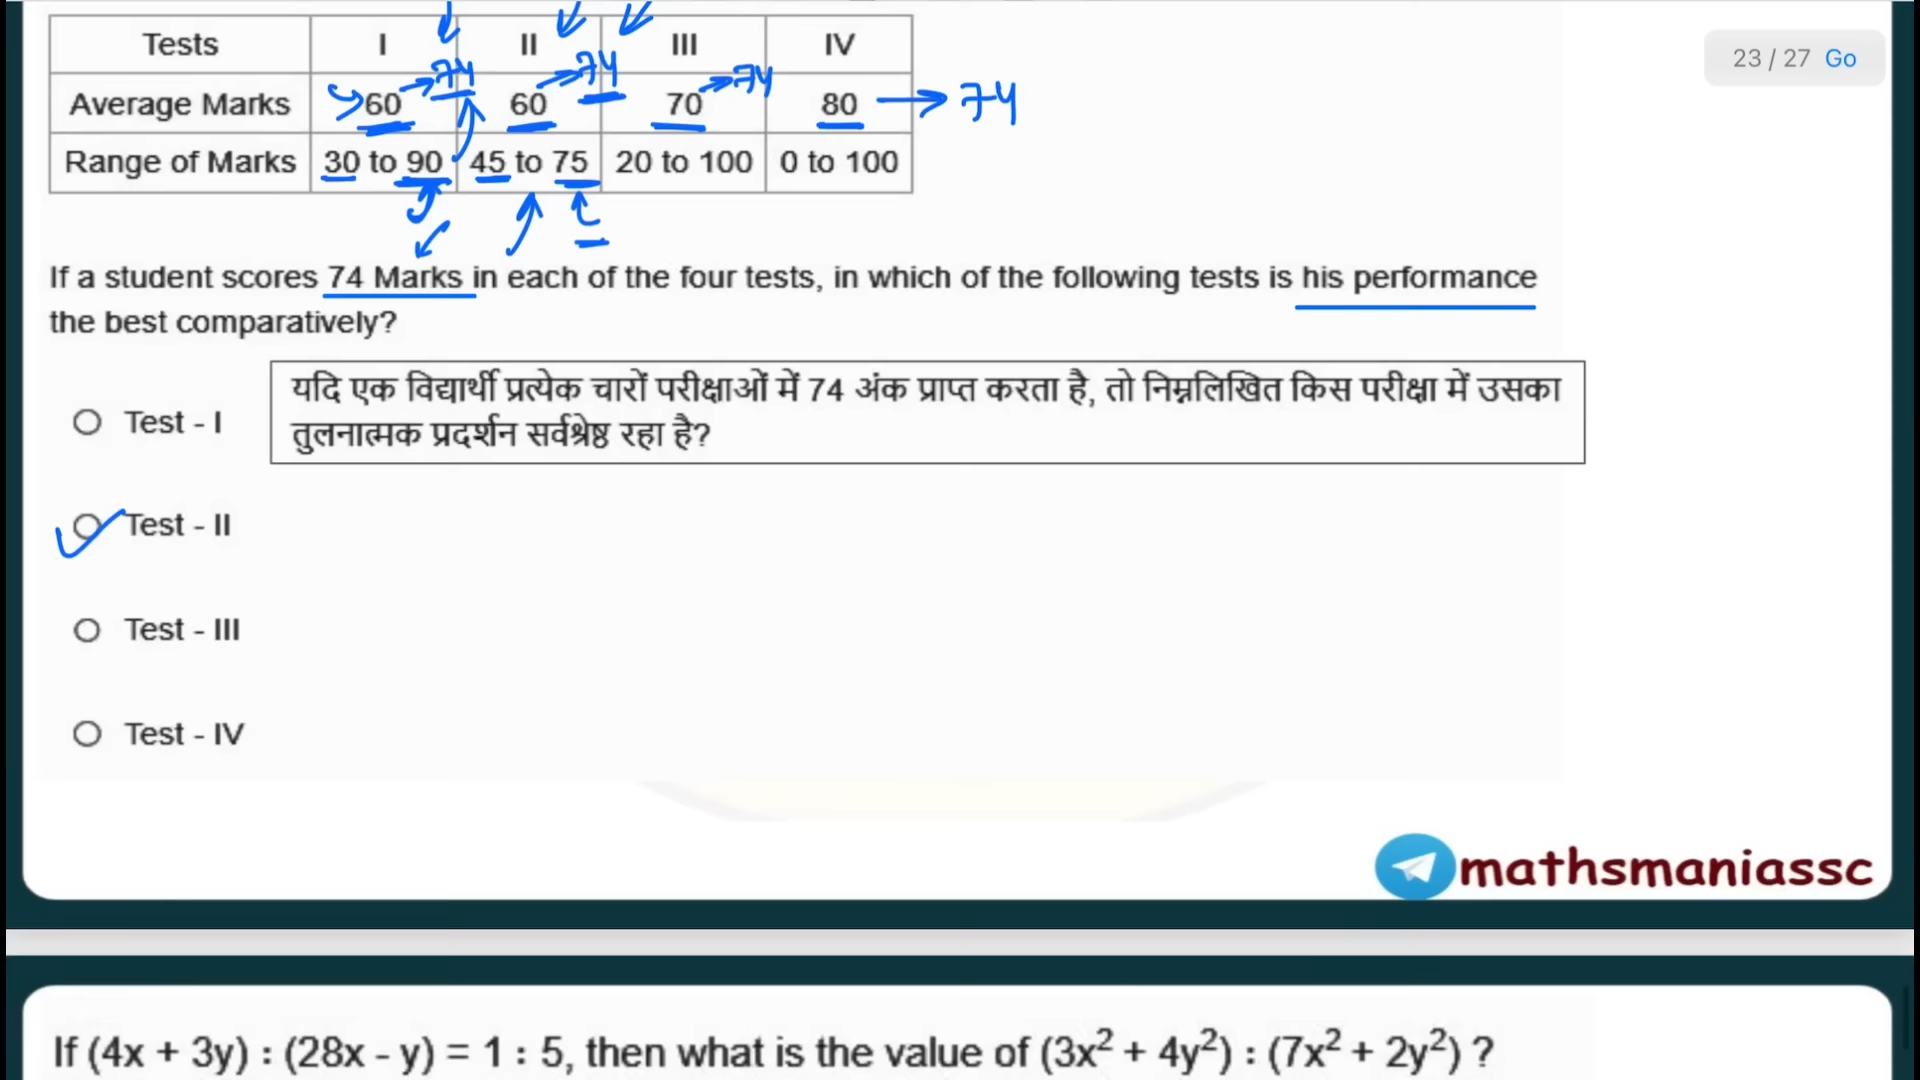 23 / 27 Go
Tests I II III IV
Average Marks 60 → 74 60 → 74 70 → 74 80 → 74
Range of Marks 30 to 90 45 to 75 20 to 100 0 to 100
If a student scores 74 Marks in each of the four tests, in which of the following tests is his performance
the best comparatively?
यदि एक विद्यार्थी प्रत्येक चारों परीक्षाओं में 74 अंक प्राप्त करता है, तो निम्नलिखित किस परीक्षा में उसका
तुलनात्मक प्रदर्शन सर्वश्रेष्ठ रहा है?
Test - I
Test - II
Test - III
Test - IV
mathsmaniassc
If (4x + 3y) : (28x - y) = 1 : 5, then what is the value of (3x² + 4y²) : (7x² + 2y²) ?